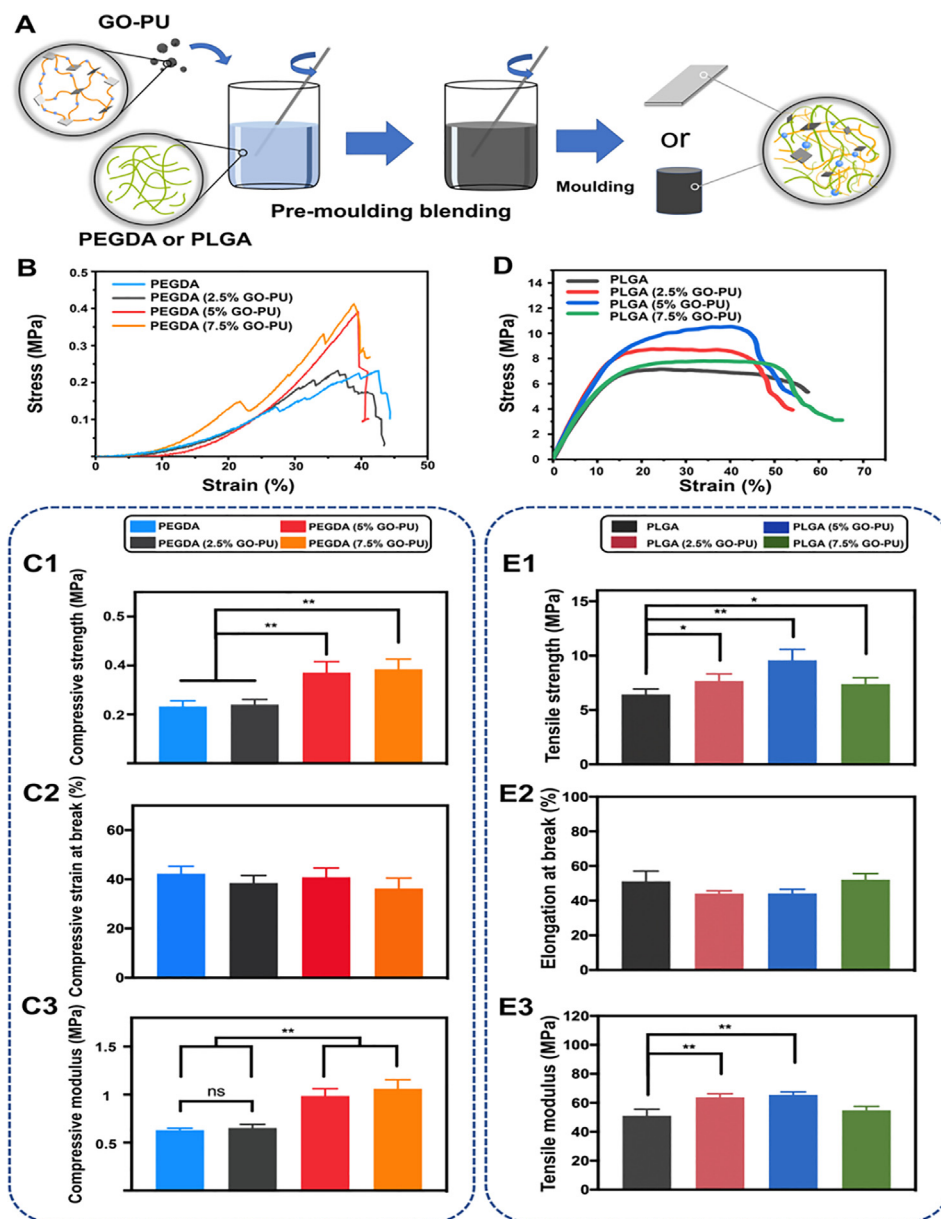 A
GO-PU
PEGDA or PLGA
Pre-moulding blending
Moulding
or
B
PEGDA
PEGDA (2.5% GO-PU)
PEGDA (5% GO-PU)
PEGDA (7.5% GO-PU)
Stress (MPa)
0.5
0.4
0.3
0.2
0.1
0 10 20 30 40 50
Strain (%)
D
PLGA
PLGA (2.5% GO-PU)
PLGA (5% GO-PU)
PLGA (7.5% GO-PU)
Stress (MPa)
14
12
10
8
6
4
2
0
0 10 20 30 40 50 60 70
Strain (%)
PEGDA
PEGDA (5% GO-PU)
PEGDA (2.5% GO-PU)
PEGDA (7.5% GO-PU)
C1
Compressive strength (MPa)
0.5
0.4
0.2
**
**
C2
Compressive strain at break (%)
60
40
20
0
C3
Compressive modulus (MPa)
1.5
1
0.5
**
ns
PLGA
PLGA (5% GO-PU)
PLGA (2.5% GO-PU)
PLGA (7.5% GO-PU)
E1
Tensile strength (MPa)
15
10
5
0
*
**
*
E2
Elongation at break (%)
100
80
60
40
20
0
E3
Tensile modulus (MPa)
120
100
80
60
40
20
0
**
**